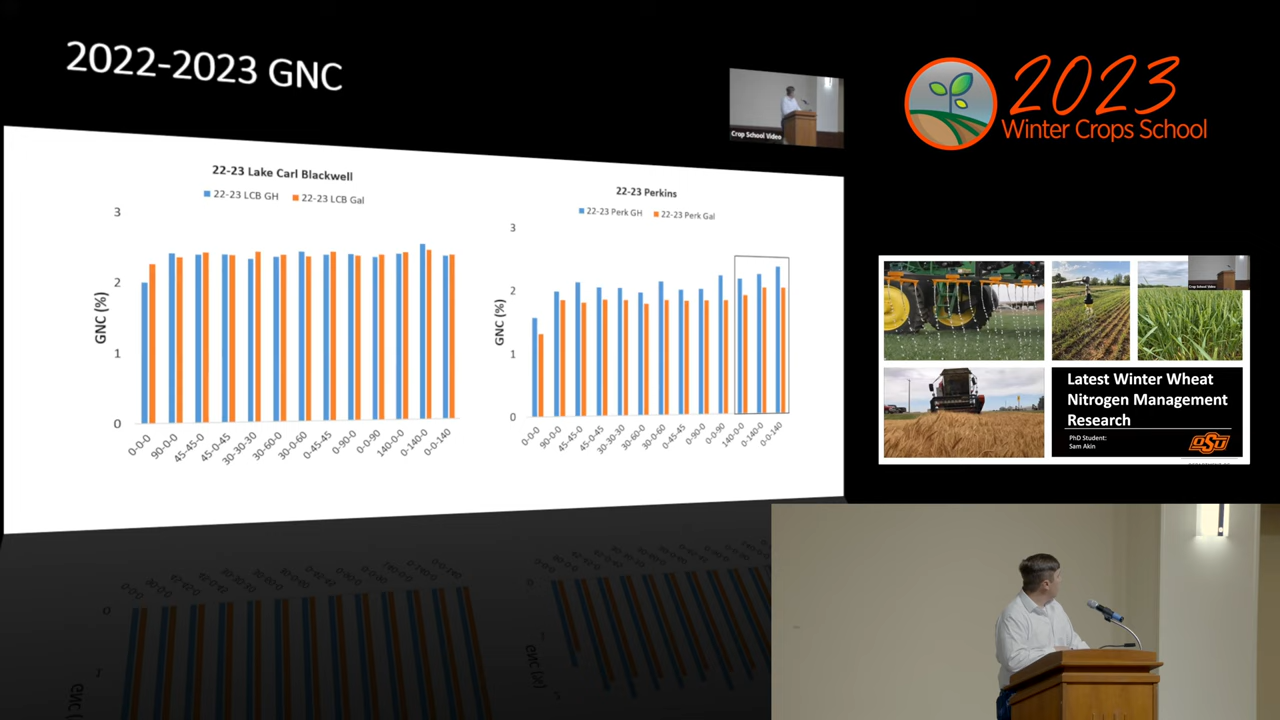 2022-2023 GNC
Crop School Video
2023
Winter Crops School
22-23 Lake Carl Blackwell
22-23 LCB GH
22-23 LCB Gal
3
2
1
0
GNC (%)
0-0-0
90-0-0
45-45-0
45-0-45
30-30-30
30-60-0
30-0-60
0-45-45
0-90-0
0-0-90
140-0-0
0-140-0
0-0-140
22-23 Perkins
22-23 Perk GH
22-23 Perk Gal
3
2
1
0
GNC (%)
0-0-0
90-0-0
45-45-0
45-0-45
30-30-30
30-60-0
30-0-60
0-45-45
0-90-0
0-0-90
140-0-0
0-140-0
0-0-140
Crop School Video
Latest Winter Wheat
Nitrogen Management
Research
PhD Student:
Sam Akin
OSU